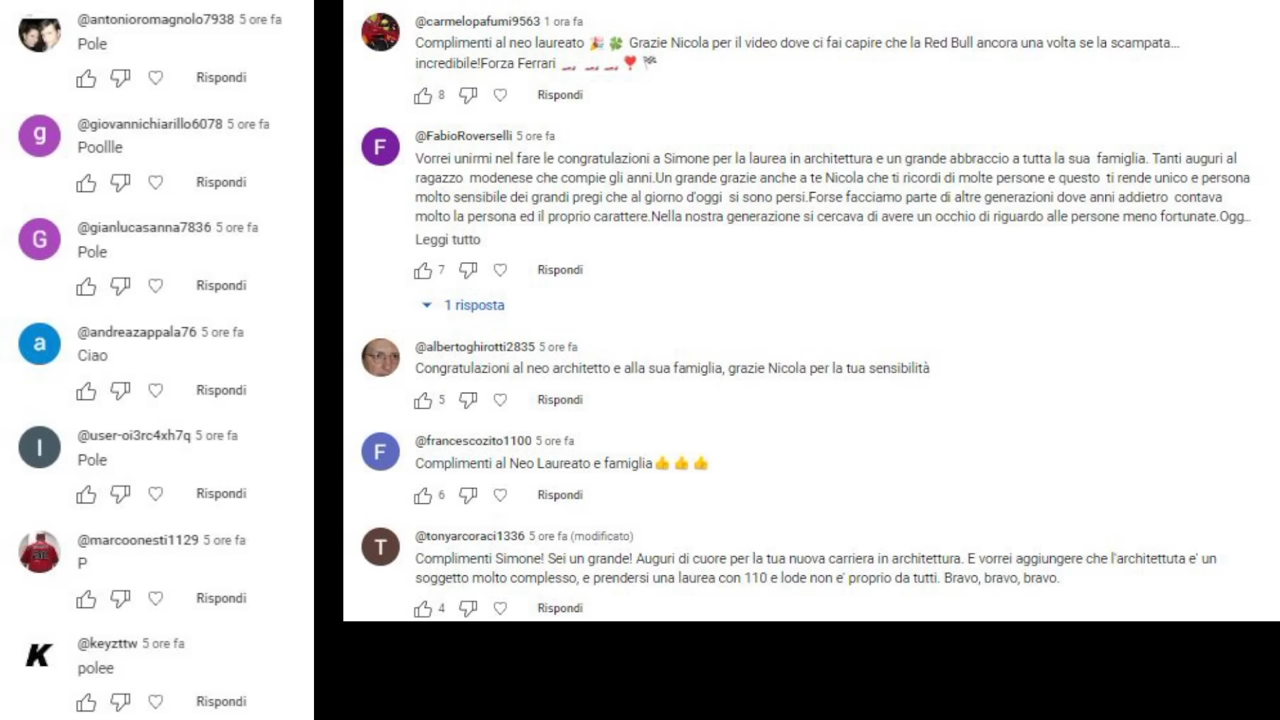 @antonioromagnolo7938 5 ore fa
Pole
Rispondi
g
@giovannichiarillo6078 5 ore fa
Poollle
Rispondi
G
@gianlucasanna7836 5 ore fa
Pole
Rispondi
a
@andreazappala76 5 ore fa
Ciao
Rispondi
I
@user-oi3rc4xh7q 5 ore fa
Pole
Rispondi
@marcoonesti1129 5 ore fa
P
Rispondi
K
@keyzttw 5 ore fa
polee
Rispondi
@carmelopafumi9563 1 ora fa
Complimenti al neo laureato 🎉 🍀 Grazie Nicola per il video dove ci fai capire che la Red Bull ancora una volta se la scampata...
incredibile!Forza Ferrari 🏎️ 🏎️ 🏎️ ❣️ 🏁
8 Rispondi
F
@FabioRoverselli 5 ore fa
Vorrei unirmi nel fare le congratulazioni a Simone per la laurea in architettura e un grande abbraccio a tutta la sua famiglia. Tanti auguri al
ragazzo modenese che compie gli anni.Un grande grazie anche a te Nicola che ti ricordi di molte persone e questo ti rende unico e persona
molto sensibile dei grandi pregi che al giorno d'oggi si sono persi.Forse facciamo parte di altre generazioni dove anni addietro contava
molto la persona ed il proprio carattere.Nella nostra generazione si cercava di avere un occhio di riguardo alle persone meno fortunate.Ogg...
Leggi tutto
7 Rispondi
1 risposta
@albertoghirotti2835 5 ore fa
Congratulazioni al neo architetto e alla sua famiglia, grazie Nicola per la tua sensibilità
5 Rispondi
F
@francescozito1100 5 ore fa
Complimenti al Neo Laureato e famiglia👍 👍 👍
6 Rispondi
T
@tonyarcoraci1336 5 ore fa (modificato)
Complimenti Simone! Sei un grande! Auguri di cuore per la tua nuova carriera in architettura. E vorrei aggiungere che l'architettuta e' un
soggetto molto complesso, e prendersi una laurea con 110 e lode non e' proprio da tutti. Bravo, bravo, bravo.
4 Rispondi